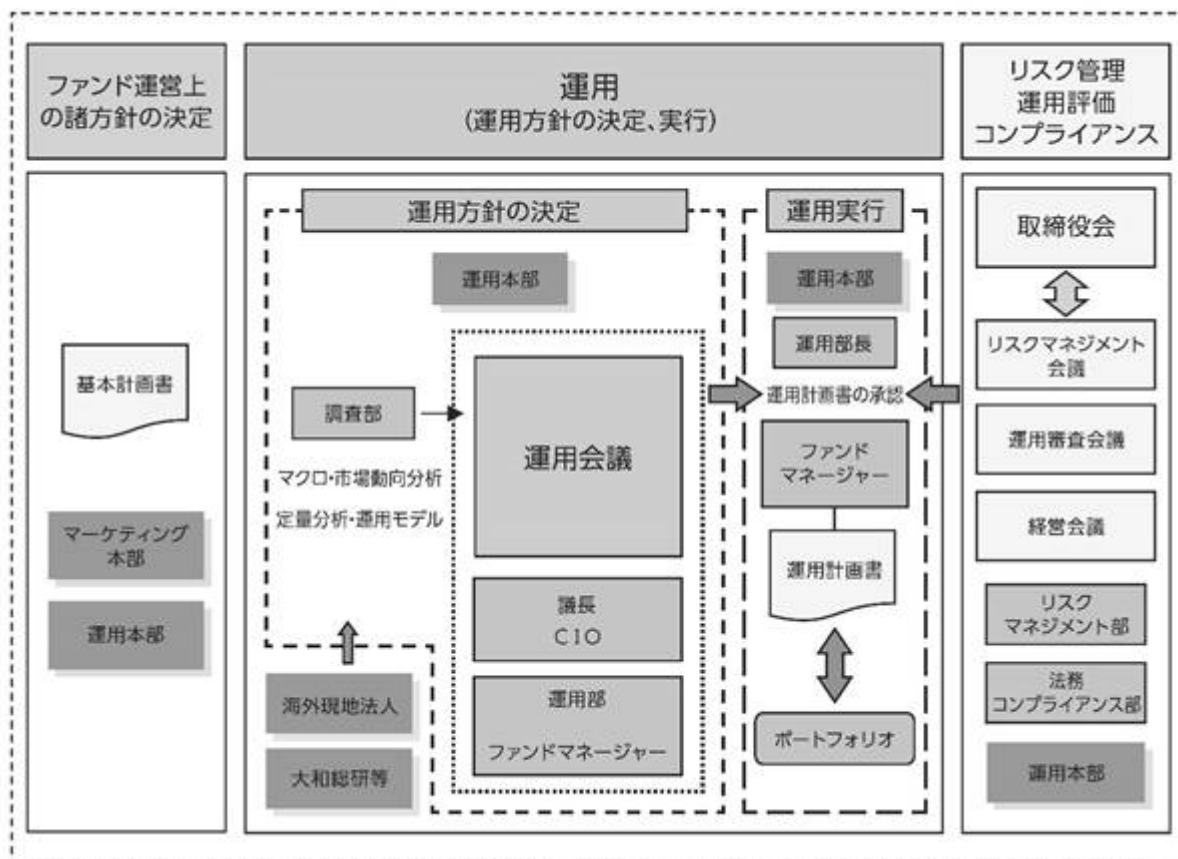 ファンド運営上
の諸方針の決定
運用
(運用方針の決定、実行)
リスク管理
運用評価
コンプライアンス
基本計画書
マーケティング
本部
運用本部
運用方針の決定
運用本部
調査部
マクロ・市場動向分析
定量分析・運用モデル
運用会議
議長
CIO
運用部
ファンドマネージャー
海外現地法人
大和総研等
運用実行
運用本部
運用部長
運用計画書の承認
ファンド
マネージャー
運用計画書
ポートフォリオ
取締役会
リスクマネジメント
会議
運用審査会議
経営会議
リスク
マネジメント部
法務
コンプライアンス部
運用本部